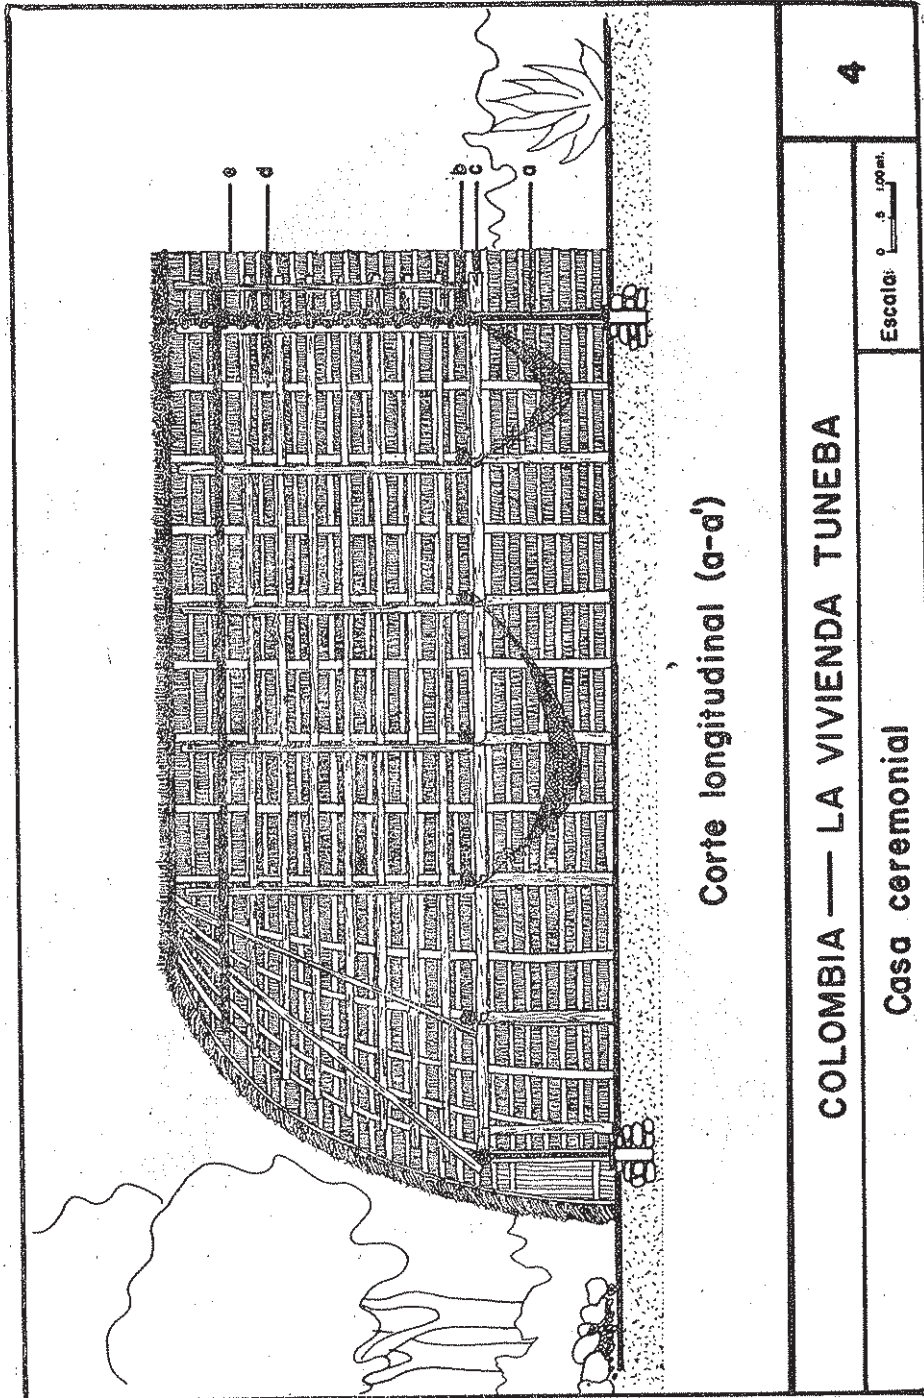 e
d
b
c
a
Corte longitudinal (a-a')
COLOMBIA — LA VIVIENDA TUNEBA
4
Casa ceremonial
Escala: 0 .5 1.00 mt.